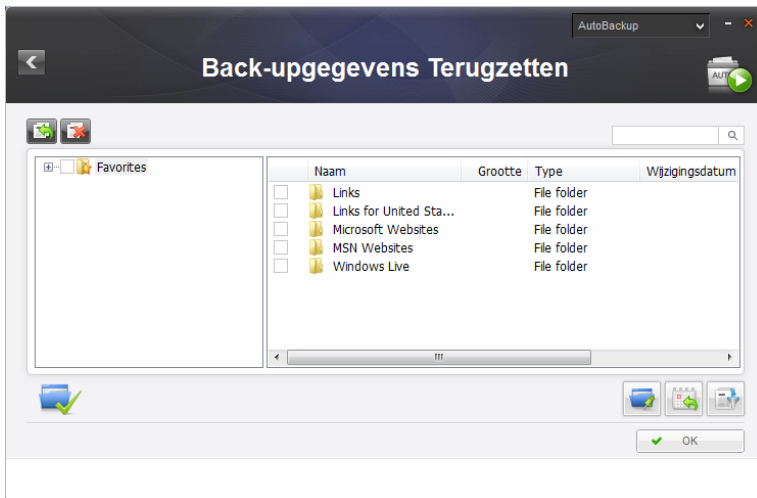 AutoBackup
Back-upgegevens Terugzetten
AUTO
Favorites
Naam Grootte Type Wijzigingsdatum
Links File folder
Links for United Sta... File folder
Microsoft Websites File folder
MSN Websites File folder
Windows Live File folder
OK